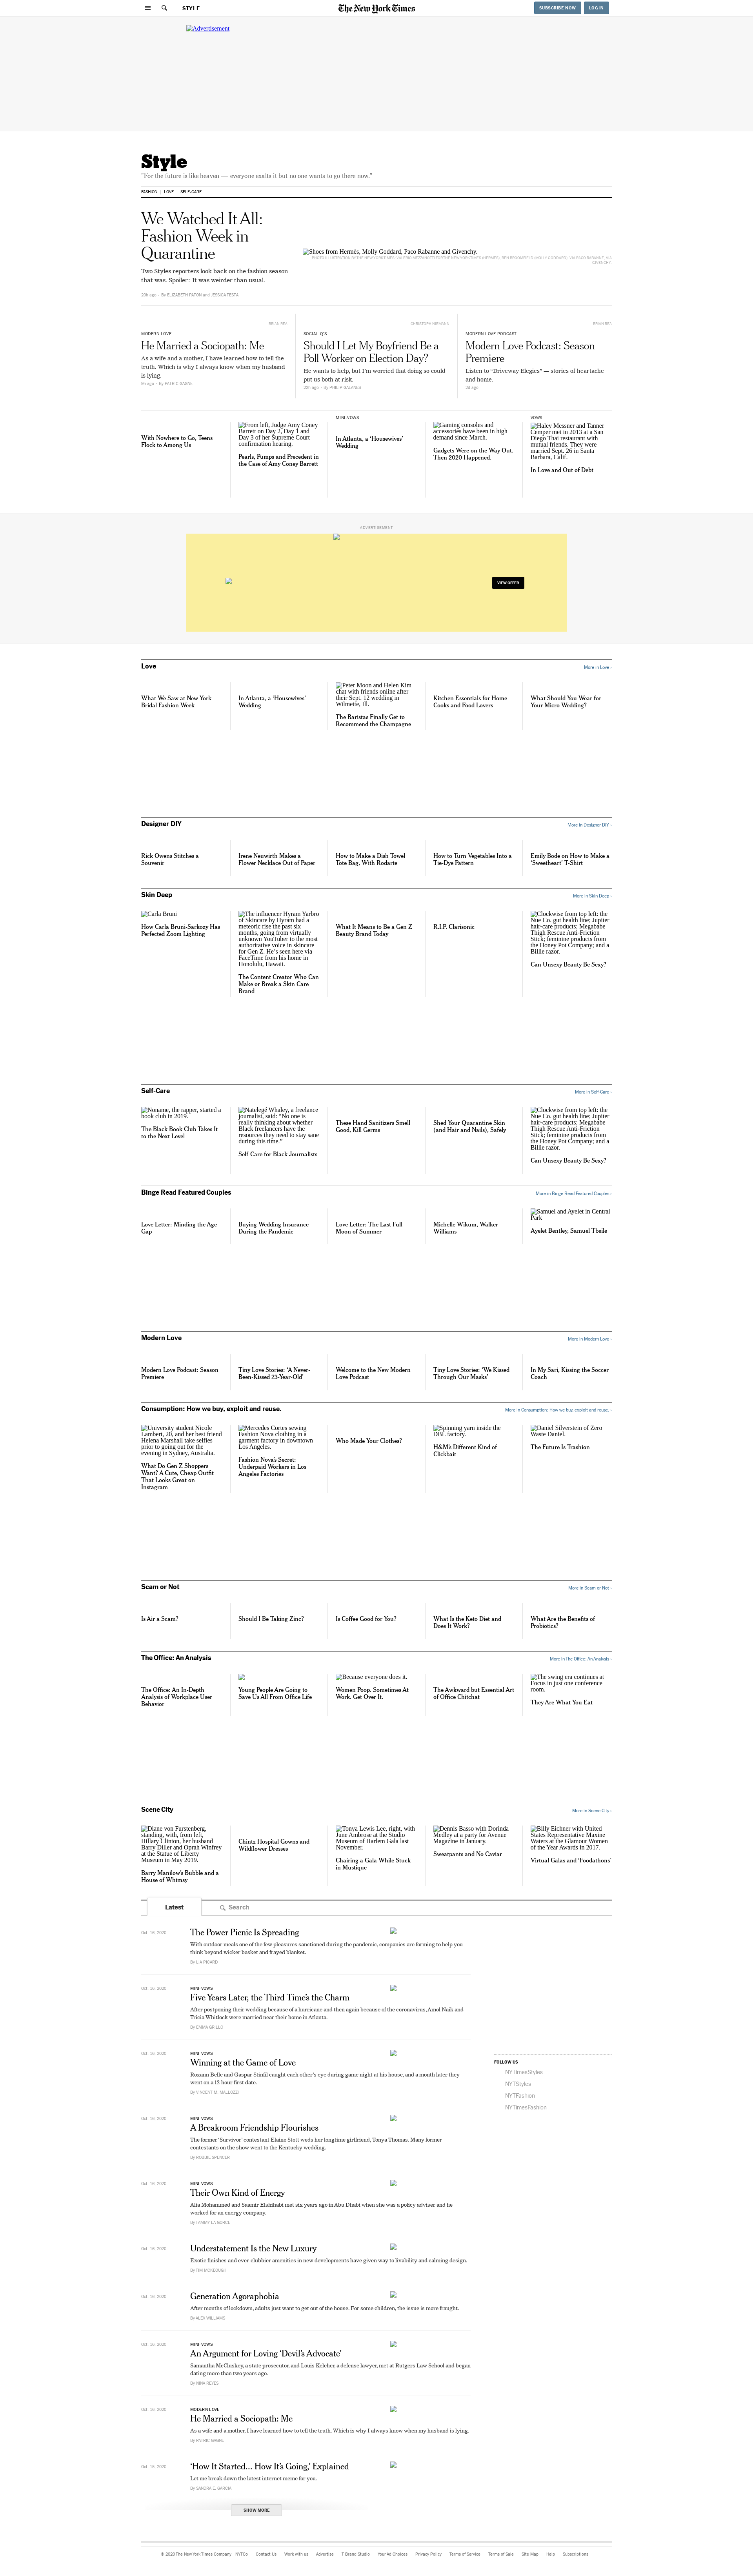 STYLE
The New York Times
SUBSCRIBE NOW
LOG IN
Advertisement
Style
"For the future is like heaven — everyone exalts it but no one wants to go there now."
FASHION
LOVE
SELF-CARE
We Watched It All:
Fashion Week in
Quarantine
Two Styles reporters look back on the fashion season
that was. Spoiler: It was weirder than usual.
By ELIZABETH PATON and JESSICA TESTA
Shoes from Hermès, Molly Goddard, Paco Rabanne and Givenchy.
BRIAN REA
MODERN LOVE
He Married a Sociopath: Me
As a wife and a mother, I have learned how to tell the
truth. Which is why I always know when my husband
is lying.
9h ago By PATRIC GAGNE
CHRISTOPH NIEMANN
SOCIAL Q'S
Should I Let My Boyfriend Be a
Poll Worker on Election Day?
He wants to help, but I'm worried that doing so could
put us both at risk.
By PHILIP GALANES
BRIAN REA
MODERN LOVE PODCAST
Modern Love Podcast: Season
Premiere
Listen to "Driveway Elegies" — stories of heartache
and home.
With Nowhere to Go, Teens
Flock to Among Us
From left, Judge Amy Coney
Barrett on Day 2, Day 1 and
Day 3 of her Supreme Court
confirmation hearing.
Pearls, Pumps and Precedent in
the Case of Amy Coney Barrett
MINI-VOWS
In Atlanta, a 'Housewives'
Wedding
Gaming consoles and
accessories have been in high
demand since March.
Gadgets Were on the Way Out.
Then 2020 Happened.
VOWS
Haley Messner and Tanner
Cemper met in 2013 at a San
Diego Thai restaurant with
mutual friends. They were
married Sept. 26 in Santa
Barbara, Calif.
In Love and Out of Debt
ADVERTISEMENT
VIEW OFFER
Love
More in Love ›
What We Saw at New York
Bridal Fashion Week
In Atlanta, a 'Housewives'
Wedding
Peter Moon and Helen Kim
chat with friends online after
their Sept. 12 wedding in
Wilmette, Ill.
The Baristas Finally Get to
Recommend the Champagne
Kitchen Essentials for Home
Cooks and Food Lovers
What Should You Wear for
Your Micro Wedding?
Designer DIY
More in Designer DIY ›
Rick Owens Stitches a
Souvenir
Irene Neuwirth Makes a
Flower Necklace Out of Paper
How to Make a Dish Towel
Tote Bag, With Rodarte
How to Turn Vegetables Into a
Tie-Dye Pattern
Emily Bode on How to Make a
'Sweetheart' T-Shirt
Skin Deep
More in Skin Deep ›
Carla Bruni
How Carla Bruni-Sarkozy Has
Perfected Zoom Lighting
The influencer Hyram Yarbro
of Skincare by Hyram had a
meteoric rise the past six
months, going from virtually
unknown YouTuber to the most
authoritative voice in skincare
for Gen Z. He's seen here via
FaceTime from his home in
Honolulu, Hawaii.
The Content Creator Who Can
Make or Break a Skin Care
Brand
What It Means to Be a Gen Z
Beauty Brand Today
R.I.P. Clarisonic
Clockwise from top left: the
Nue Co. gut health line; Jupiter
hair-care products; Megababe
Thigh Rescue Anti-Friction
Stick; feminine products from
the Honey Pot Company; and a
Billie razor.
Can Unsexy Beauty Be Sexy?
Self-Care
More in Self-Care ›
Noname, the rapper, started a
book club in 2019.
The Black Book Club Takes It
to the Next Level
Natelegé Whaley, a freelance
journalist, said: "No one is
really thinking about whether
Black freelancers have the
resources they need to stay sane
during this time."
Self-Care for Black Journalists
These Hand Sanitizers Smell
Good, Kill Germs
Shed Your Quarantine Skin
(and Hair and Nails), Safely
Clockwise from top left: the
Nue Co. gut health line; Jupiter
hair-care products; Megababe
Thigh Rescue Anti-Friction
Stick; feminine products from
the Honey Pot Company; and a
Billie razor.
Can Unsexy Beauty Be Sexy?
Binge Read Featured Couples
More in Binge Read Featured Couples ›
Love Letter: Minding the Age
Gap
Buying Wedding Insurance
During the Pandemic
Love Letter: The Last Full
Moon of Summer
Michelle Wikum, Walker
Williams
Samuel and Ayelet in Central
Park
Ayelet Bentley, Samuel Tbeile
Modern Love
More in Modern Love ›
Modern Love Podcast: Season
Premiere
Tiny Love Stories: 'A Never-
Been-Kissed 23-Year-Old'
Welcome to the New Modern
Love Podcast
Tiny Love Stories: 'We Kissed
Through Our Masks'
In My Sari, Kissing the Soccer
Coach
Consumption: How we buy, exploit and reuse.
More in Consumption: How we buy, exploit and reuse. ›
University student Nicole
Lambert, 20, and her best friend
Helena Marshall take selfies
prior to going out for the
evening in Sydney, Australia.
What Do Gen Z Shoppers
Want? A Cute, Cheap Outfit
That Looks Great on
Instagram
Mercedes Cortes sewing
Fashion Nova clothing in a
garment factory in downtown
Los Angeles.
Fashion Nova's Secret:
Underpaid Workers in Los
Angeles Factories
Who Made Your Clothes?
Spinning yarn inside the
DBL factory.
H&M's Different Kind of
Clickbait
Daniel Silverstein of Zero
Waste Daniel.
The Future Is Trashion
Scam or Not
More in Scam or Not ›
Is Air a Scam?
Should I Be Taking Zinc?
Is Coffee Good for You?
What Is the Keto Diet and
Does It Work?
What Are the Benefits of
Probiotics?
The Office: An Analysis
More in The Office: An Analysis ›
The Office: An In-Depth
Analysis of Workplace User
Behavior
Young People Are Going to
Save Us All From Office Life
Because everyone does it.
Women Poop. Sometimes At
Work. Get Over It.
The Awkward but Essential Art
of Office Chitchat
The swing era continues at
Focus in just one conference
room.
They Are What You Eat
Scene City
More in Scene City ›
Diane von Furstenberg,
standing, with, from left,
Hillary Clinton, her husband
Barry Diller and Oprah Winfrey
at the Statue of Liberty
Museum in May 2019.
Barry Manilow's Bubble and a
House of Whimsy
Chintz Hospital Gowns and
Wildflower Dresses
Tonya Lewis Lee, right, with
June Ambrose at the Studio
Museum of Harlem Gala last
November.
Chairing a Gala While Stuck
in Mustique
Dennis Basso with Dorinda
Medley at a party for Avenue
Magazine in January.
Sweatpants and No Caviar
Billy Eichner with United
States Representative Maxine
Waters at the Glamour Women
of the Year Awards in 2017.
Virtual Galas and 'Foodathons'
Latest
Search
The Power Picnic Is Spreading
With outdoor meals one of the few pleasures sanctioned during the pandemic, companies are forming to help you
think beyond wicker basket and frayed blanket.
By LIA PICARD
MINI-VOWS
Five Years Later, the Third Time's the Charm
After postponing their wedding because of a hurricane and then again because of the coronavirus, Amol Naik and
Tricia Whitlock were married near their home in Atlanta.
By EMMA GRILLO
MINI-VOWS
Winning at the Game of Love
Roxann Belle and Gaspar Stinfil caught each other's eye during game night at his house, and a month later they
went on a 12-hour first date.
By VINCENT M. MALLOZZI
MINI-VOWS
A Breakroom Friendship Flourishes
The former 'Survivor' contestant Elaine Stott weds her longtime girlfriend, Tonya Thomas. Many former
contestants on the show went to the Kentucky wedding.
By ROBBIE SPENCER
Oct. 16, 2020
MINI-VOWS
Their Own Kind of Energy
Alia Mohammed and Saamir Elshihabi met six years ago in Abu Dhabi when she was a policy adviser and he
worked for an energy company.
By TAMMY LA GORCE
Oct. 16, 2020
Understatement Is the New Luxury
Exotic finishes and ever-clubbier amenities in new developments have given way to livability and calming design.
By TIM MCKEOUGH
Oct. 16, 2020
Generation Agoraphobia
After months of lockdown, adults just want to get out of the house. For some children, the issue is more fraught.
By ALEX WILLIAMS
Oct. 16, 2020
MINI-VOWS
An Argument for Loving 'Devil's Advocate'
Samantha McCluskey, a state prosecutor, and Louis Keleher, a defense lawyer, met at Rutgers Law School and began
dating more than two years ago.
By NINA REYES
Oct. 16, 2020
MODERN LOVE
He Married a Sociopath: Me
As a wife and a mother, I have learned how to tell the truth. Which is why I always know when my husband is lying.
By PATRIC GAGNE
Oct. 15, 2020
'How It Started... How It's Going,' Explained
Let me break down the latest internet meme for you.
By SANDRA E. GARCIA
SHOW MORE
FOLLOW US
NYTimesStyles
NYTStyles
NYTFashion
NYTimesFashion
© 2020 The New York Times Company
NYTCo
Contact Us
Work with us
Advertise
T Brand Studio
Your Ad Choices
Privacy Policy
Terms of Service
Terms of Sale
Site Map
Help
Subscriptions